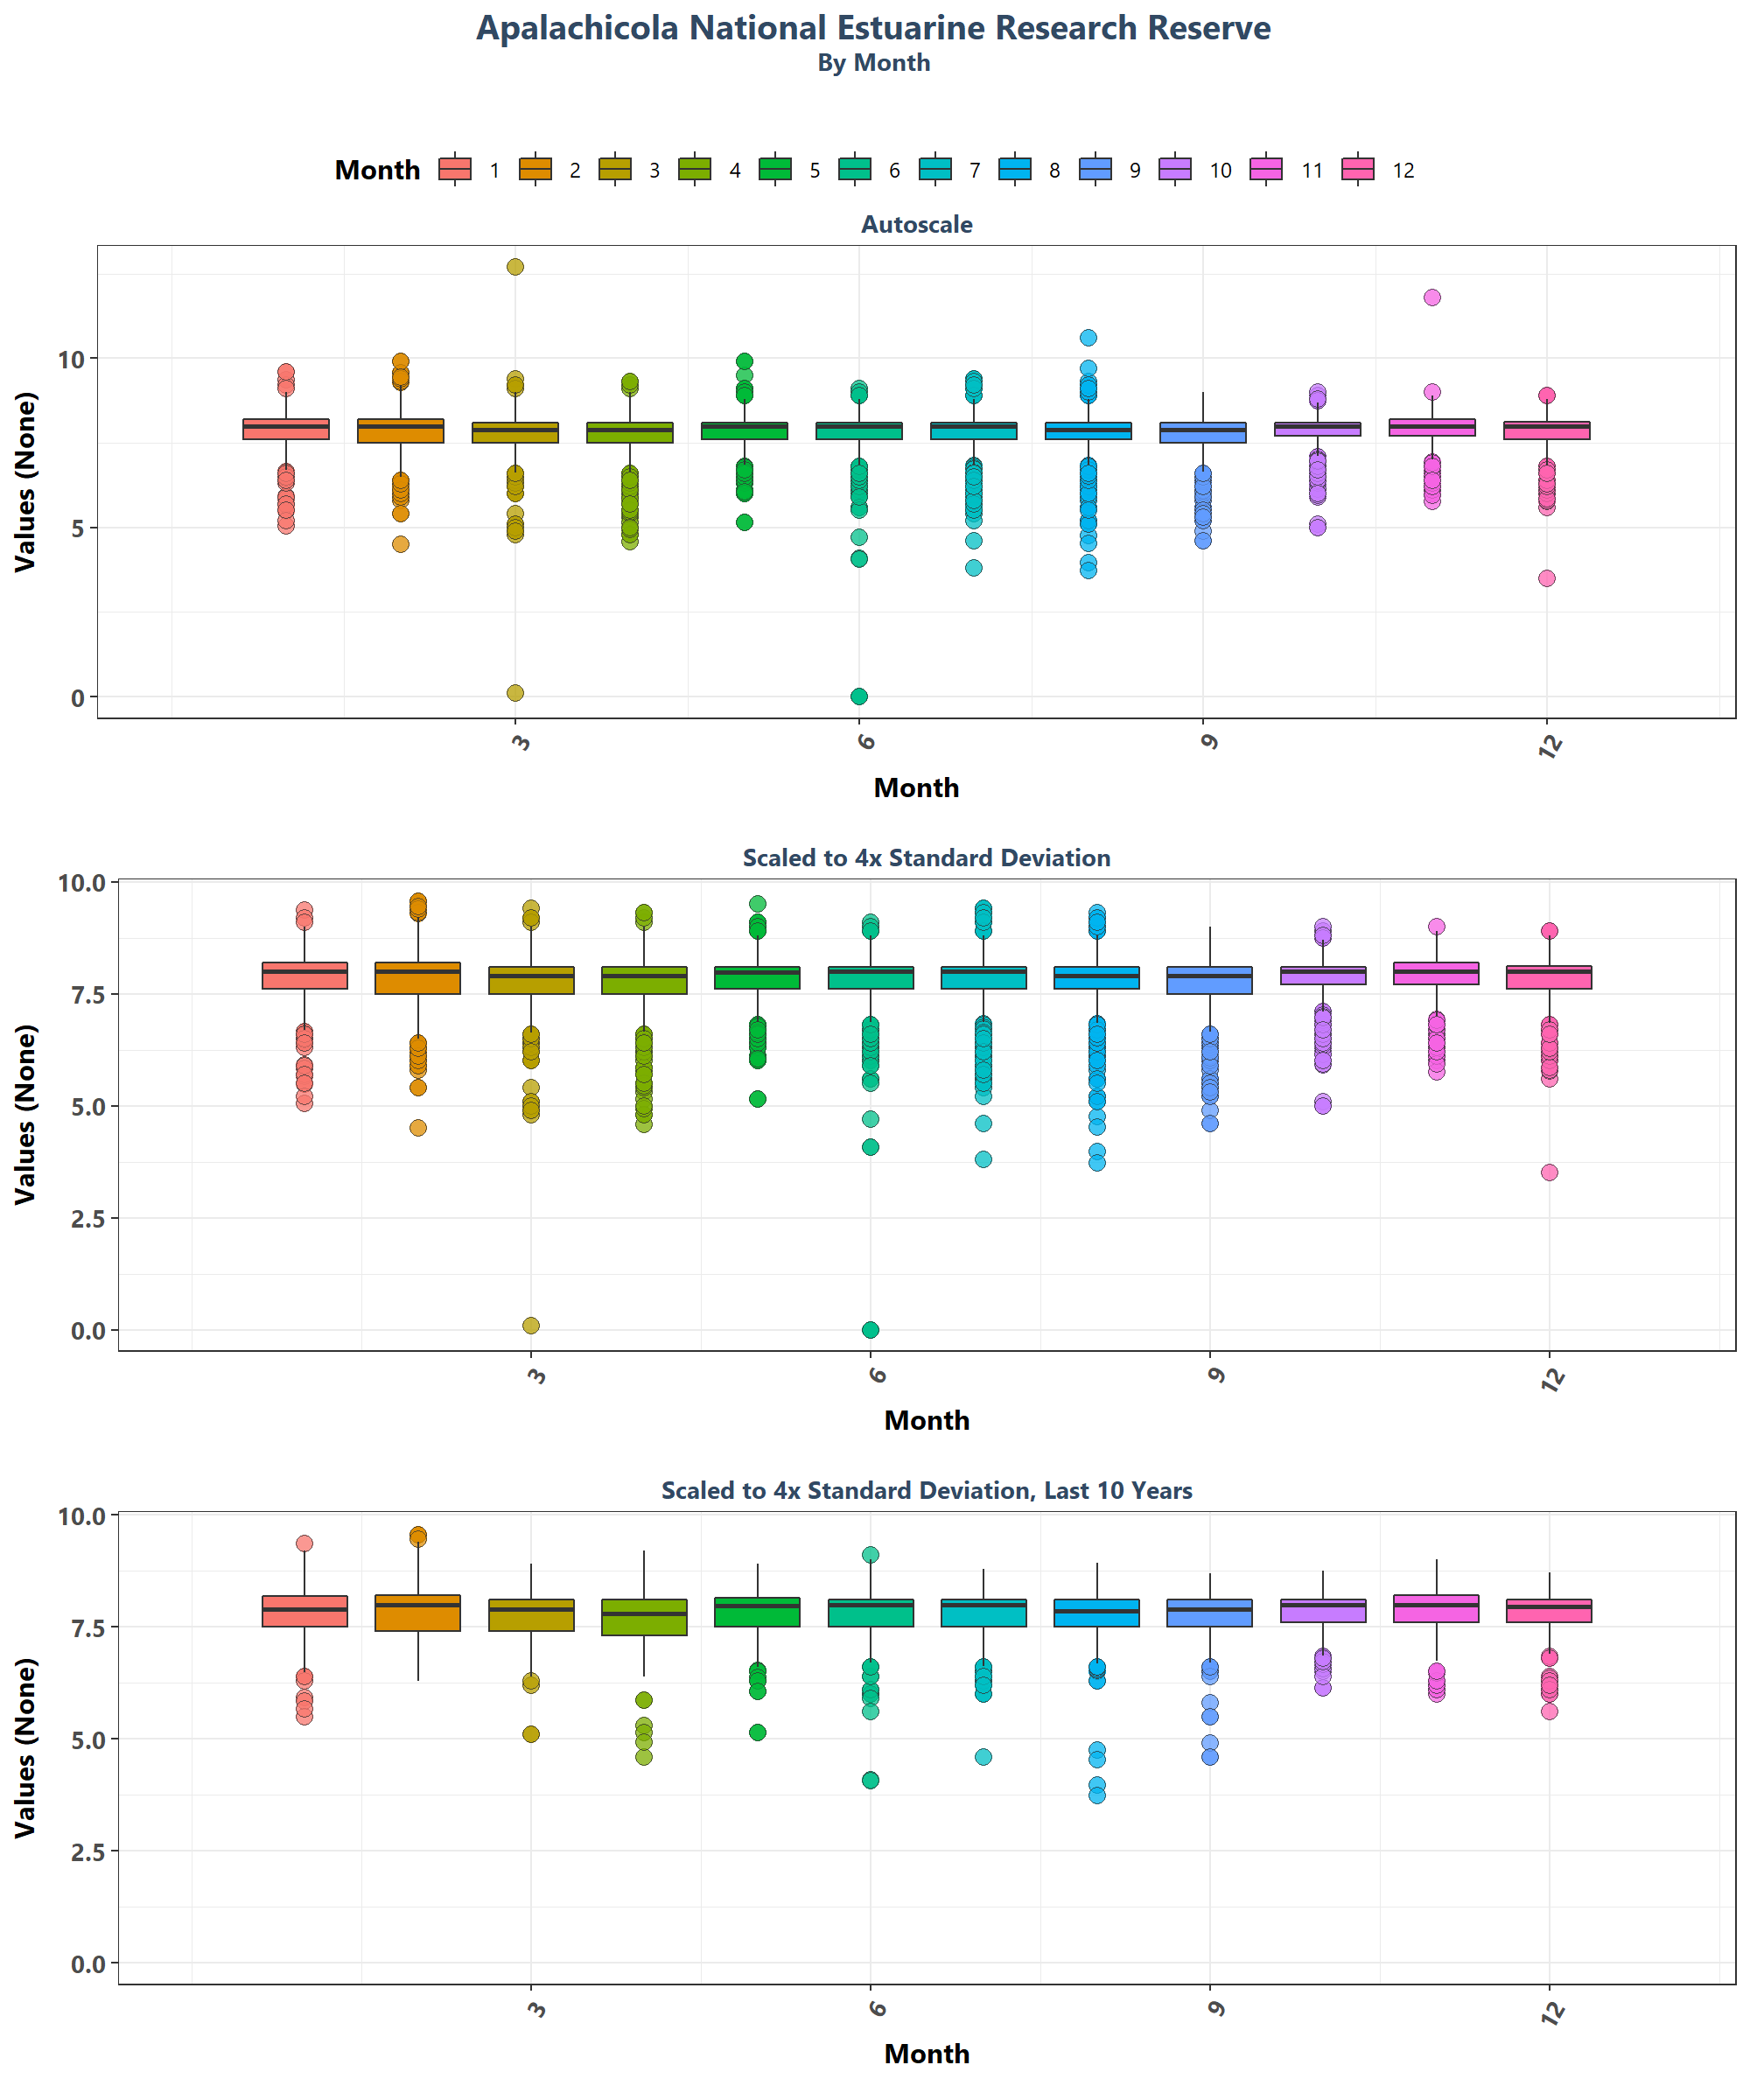 Apalachicola National Estuarine Research Reserve
By Month
Month 1 2 3 4 5 6 7 8 9 10 11 12
Autoscale
Values (None)
10
5
0
3 6 9 12
Month
Scaled to 4x Standard Deviation
Values (None)
10.0
7.5
5.0
2.5
0.0
3 6 9 12
Month
Scaled to 4x Standard Deviation, Last 10 Years
Values (None)
10.0
7.5
5.0
2.5
0.0
3 6 9 12
Month